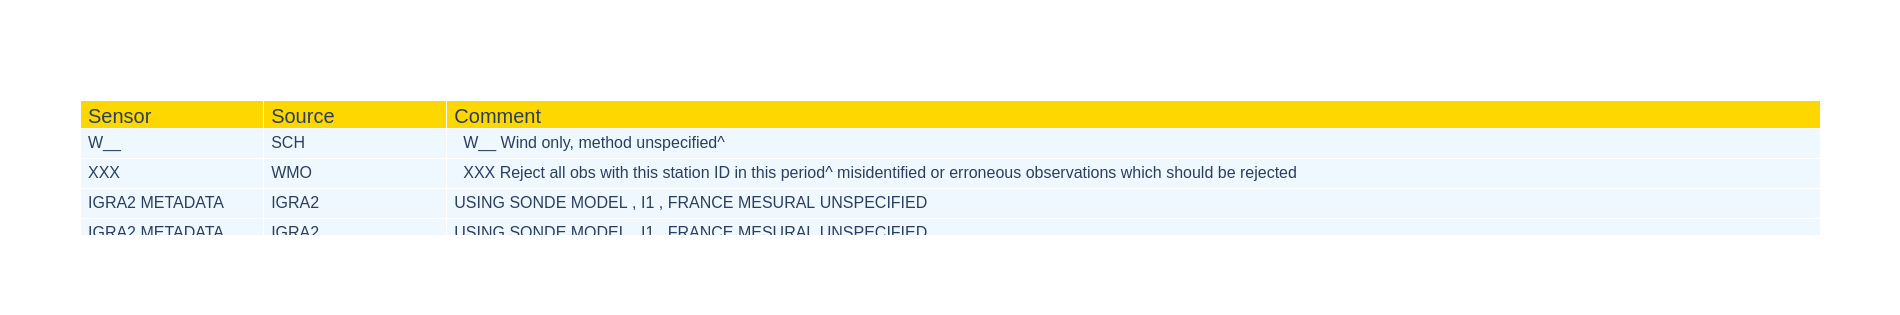 Sensor Source Comment
W__ SCH W__ Wind only, method unspecified^
XXX WMO XXX Reject all obs with this station ID in this period^ misidentified or erroneous observations which should be rejected
IGRA2 METADATA IGRA2 USING SONDE MODEL , I1 , FRANCE MESURAL UNSPECIFIED
IGRA2 METADATA IGRA2 USING SONDE MODEL , I1 , FRANCE MESURAL UNSPECIFIED